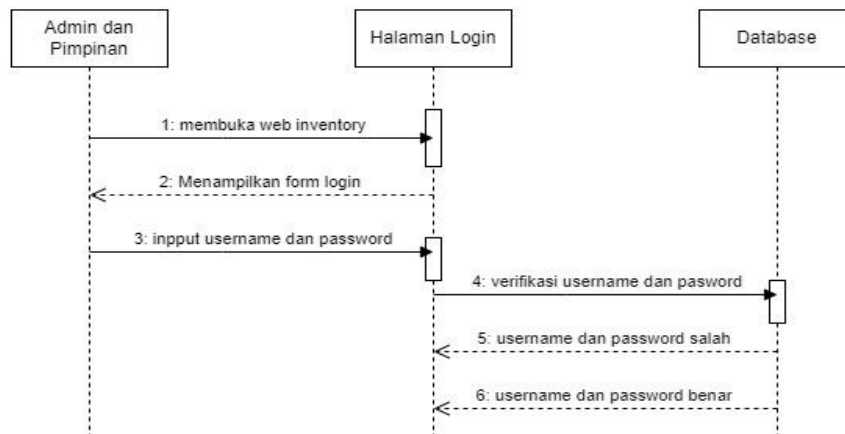 Admin dan
Pimpinan
Halaman Login
Database
1: membuka web inventory
2: Menampilkan form login
3: inpput username dan password
4: verifikasi username dan pasword
5: username dan password salah
6: username dan password benar